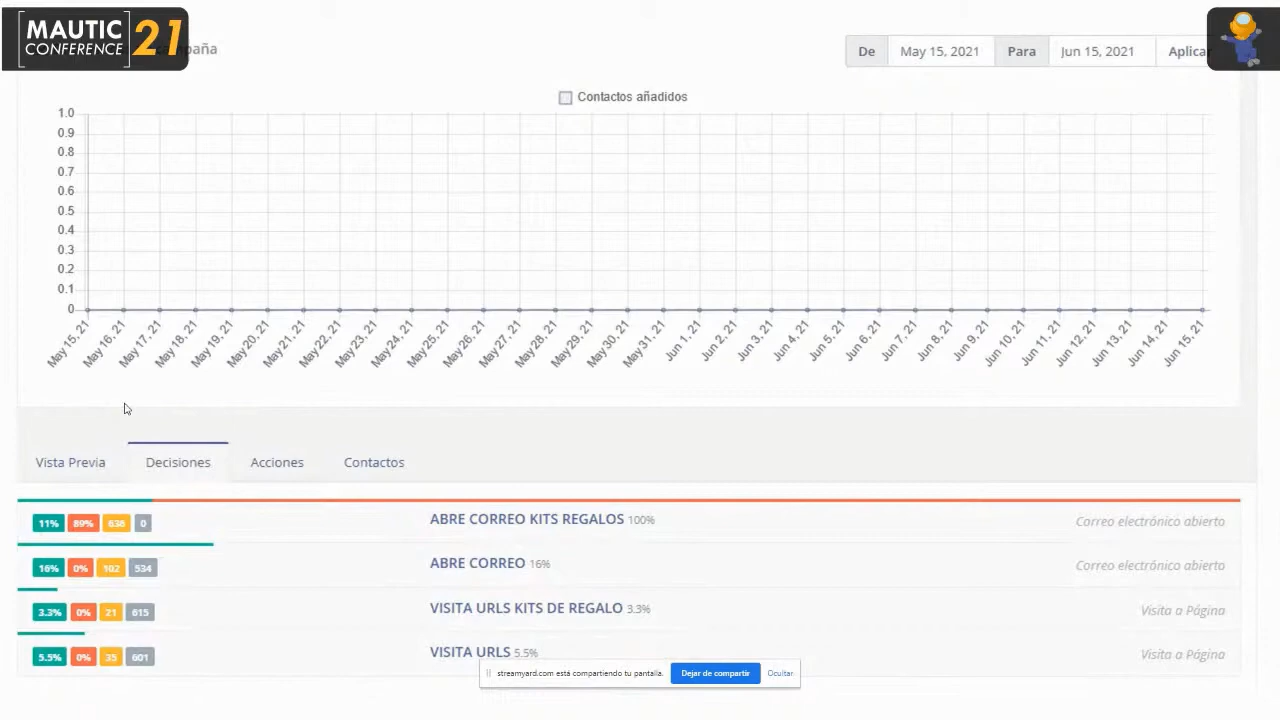 MAUTIC
CONFERENCE
21
paña
De May 15, 2021 Para Jun 15, 2021 Aplicar
Contactos añadidos
1.0
0.9
0.8
0.7
0.6
0.5
0.4
0.3
0.2
0.1
0
May 15, 21 May 16, 21 May 17, 21 May 18, 21 May 19, 21 May 20, 21 May 21, 21 May 22, 21 May 23, 21 May 24, 21 May 25, 21 May 26, 21 May 27, 21 May 28, 21 May 29, 21 May 30, 21 May 31, 21 Jun 1, 21 Jun 2, 21 Jun 3, 21 Jun 4, 21 Jun 5, 21 Jun 6, 21 Jun 7, 21 Jun 8, 21 Jun 9, 21 Jun 10, 21 Jun 11, 21 Jun 12, 21 Jun 13, 21 Jun 14, 21 Jun 15, 21
Vista Previa Decisiones Acciones Contactos
11% 89% 636 0 ABRE CORREO KITS REGALOS 100% Correo electrónico abierto
16% 0% 102 534 ABRE CORREO 16% Correo electrónico abierto
3.3% 0% 21 615 VISITA URLS KITS DE REGALO 3.3% Visita a Página
5.5% 0% 35 601 VISITA URLS 5.5% Visita a Página
streamyard.com está compartiendo tu pantalla. Dejar de compartir Ocultar